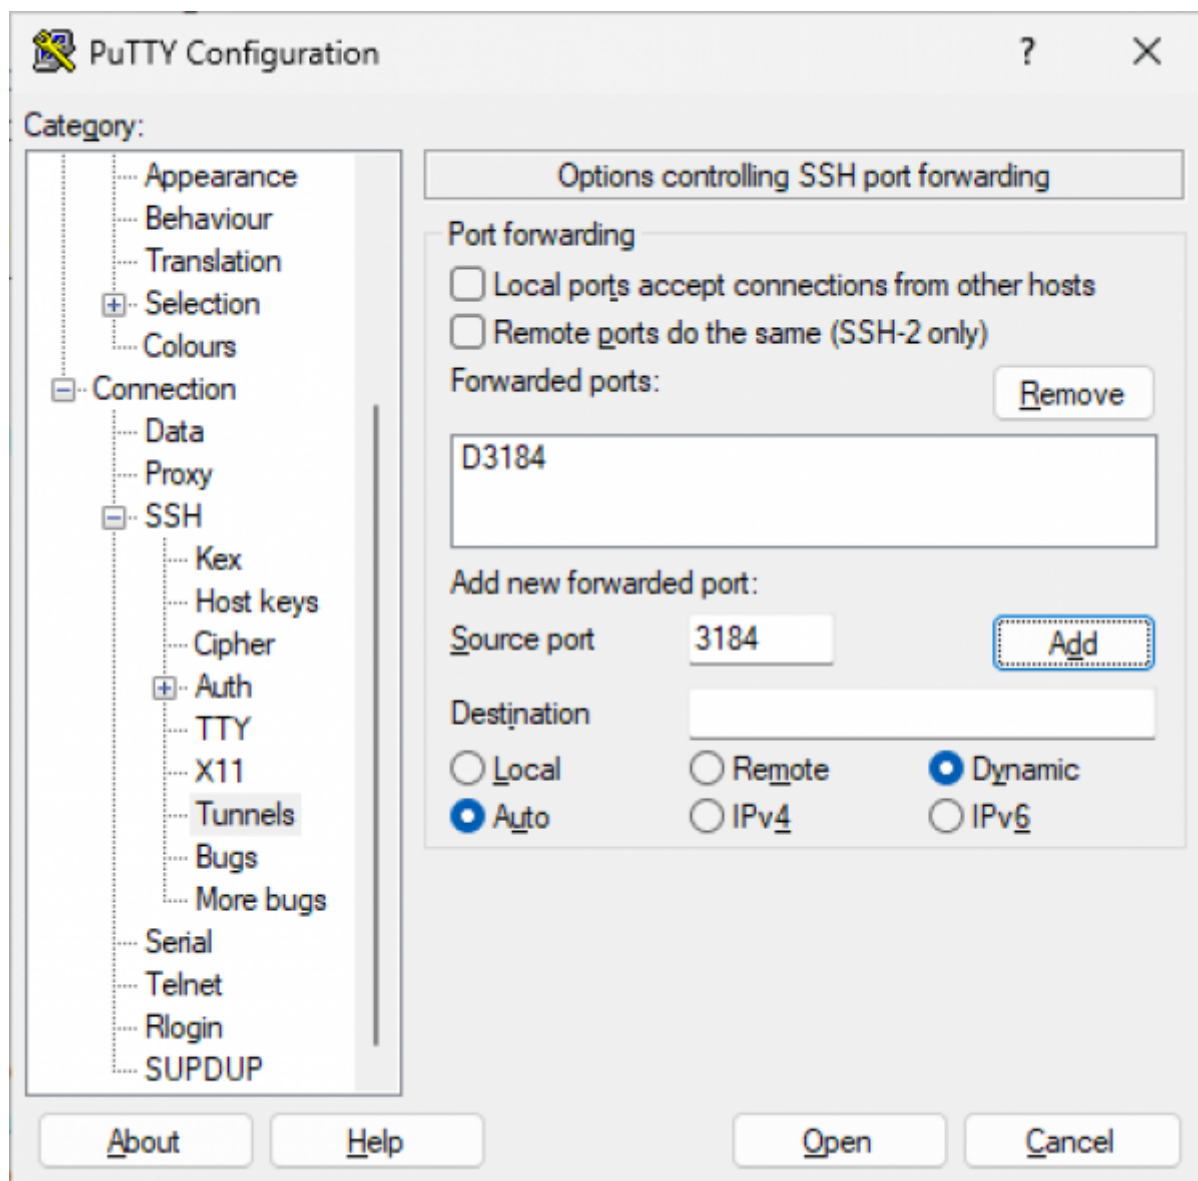 PuTTY Configuration ? ✕
Category:
Appearance
Behaviour
Translation
Selection
Colours
Connection
Data
Proxy
SSH
Kex
Host keys
Cipher
Auth
TTY
X11
Tunnels
Bugs
More bugs
Serial
Telnet
Rlogin
SUPDUP
Options controlling SSH port forwarding
Port forwarding
Local ports accept connections from other hosts
Remote ports do the same (SSH-2 only)
Forwarded ports:
Remove
D3184
Add new forwarded port:
Source port 3184 Add
Destination
Local Remote Dynamic
Auto IPv4 IPv6
About Help Open Cancel